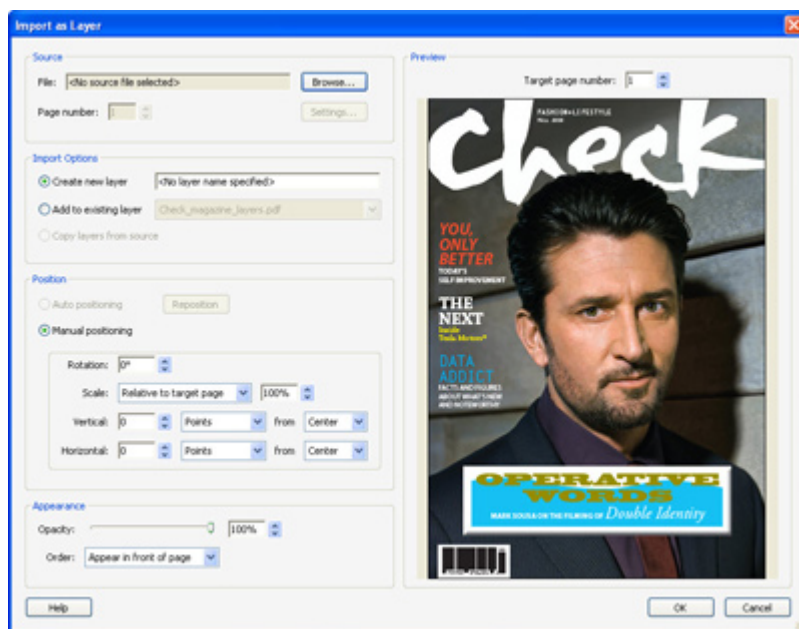 Import as Layer
Source
File: <No source file selected> Browse...
Page number: 1 Settings...
Import Options
Create new layer <No layer name specified>
Add to existing layer Check_magazine_layers.pdf
Copy layers from source
Position
Auto positioning Reposition
Manual positioning
Rotation: 0°
Scale: Relative to target page 100%
Vertical: 0 Points from Center
Horizontal: 0 Points from Center
Appearance
Opacity: 100%
Order: Appear in front of page
Help
Preview
Target page number: 1
FASHION+LIFESTYLE
Check
YOU,
ONLY
BETTER
TODAY'S
SELF IMPROVEMENT
THE
NEXT
Inside
DATA
ADDICT
FACTS AND FIGURES
ABOUT WHAT'S NEW
AND NOTEWORTHY
OPERATIVE
WORDS
MARK SOUSA ON THE FILMING OF Double Identity
OK Cancel